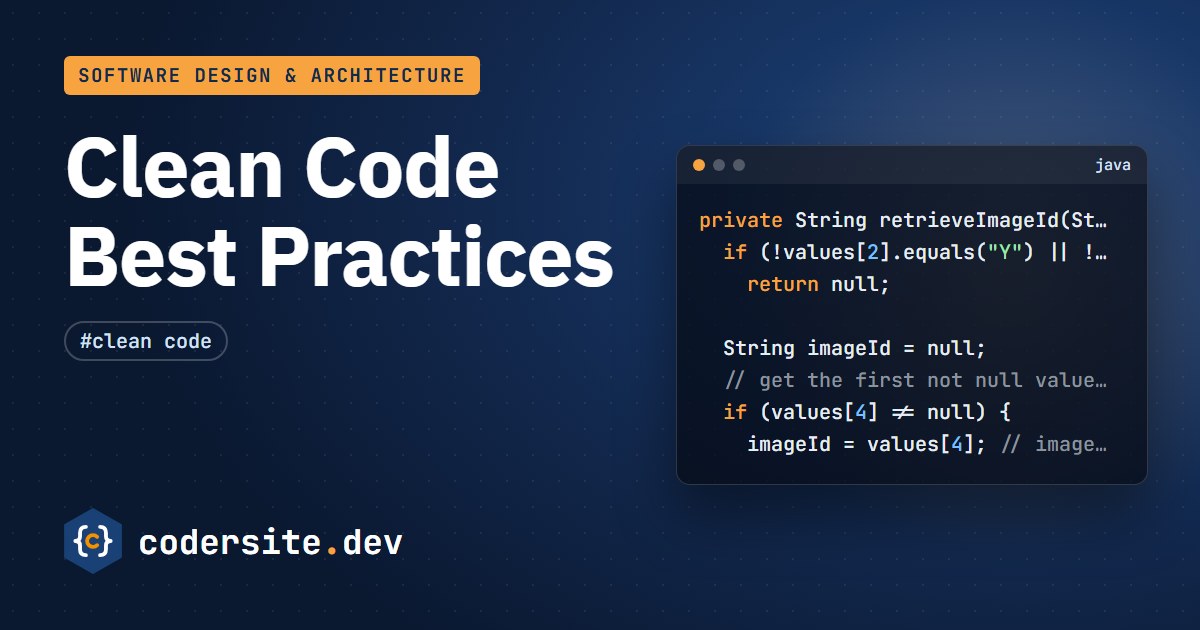 SOFTWARE DESIGN & ARCHITECTURE
Clean Code
Best Practices
#clean code
java
private String retrieveImageId(St…
if (!values[2].equals("Y") || !…
return null;
String imageId = null;
// get the first not null value…
if (values[4] != null) {
imageId = values[4]; // image…
{c}
codersite.dev